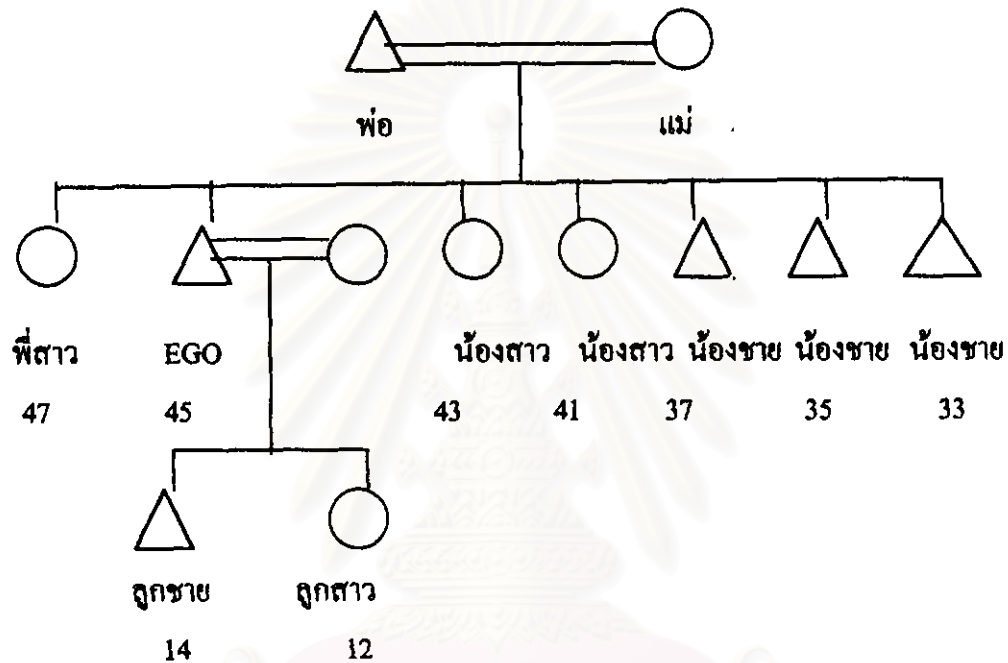 พ่อ แม่
พี่สาว EGO น้องสาว น้องสาว น้องชาย น้องชาย น้องชาย
47 45 43 41 37 35 33
ลูกชาย ลูกสาว
14 12